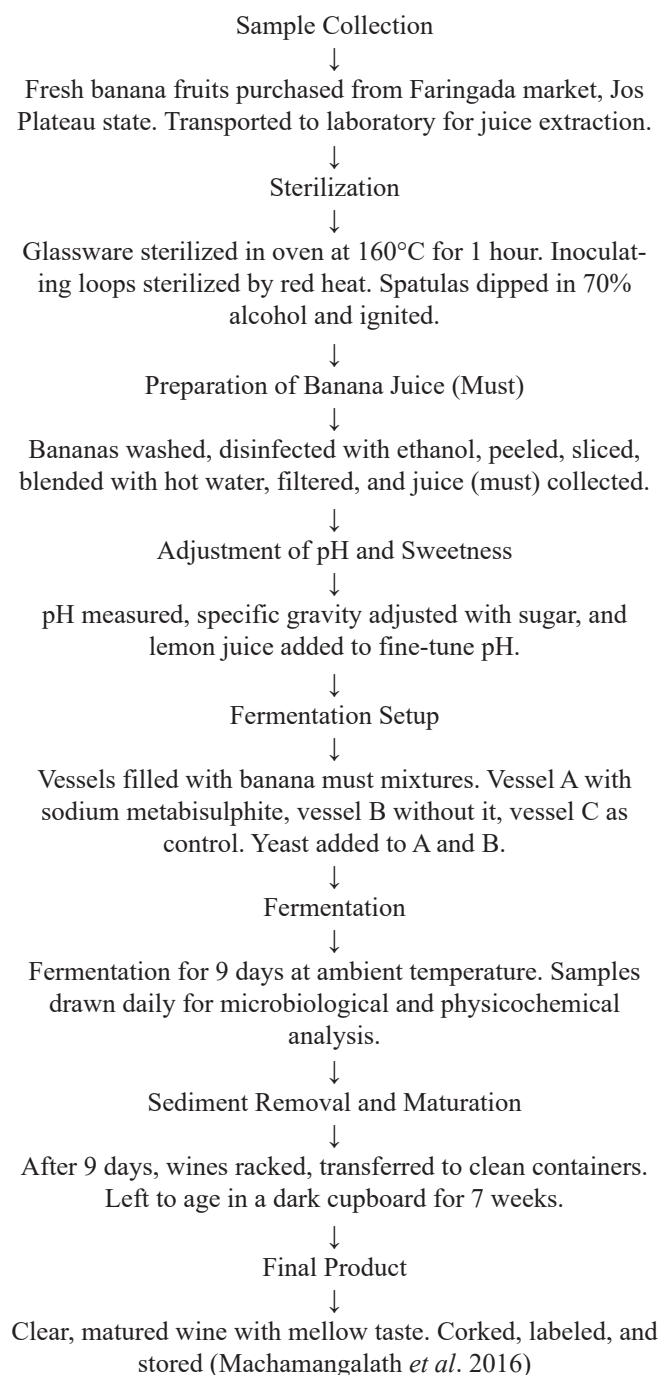 Sample Collection
↓
Fresh banana fruits purchased from Faringada market, Jos
Plateau state. Transported to laboratory for juice extraction.
↓
Sterilization
↓
Glassware sterilized in oven at 160°C for 1 hour. Inoculat-
ing loops sterilized by red heat. Spatulas dipped in 70%
alcohol and ignited.
↓
Preparation of Banana Juice (Must)
↓
Bananas washed, disinfected with ethanol, peeled, sliced,
blended with hot water, filtered, and juice (must) collected.
↓
Adjustment of pH and Sweetness
↓
pH measured, specific gravity adjusted with sugar, and
lemon juice added to fine-tune pH.
↓
Fermentation Setup
↓
Vessels filled with banana must mixtures. Vessel A with
sodium metabisulphite, vessel B without it, vessel C as
control. Yeast added to A and B.
↓
Fermentation
↓
Fermentation for 9 days at ambient temperature. Samples
drawn daily for microbiological and physicochemical
analysis.
↓
Sediment Removal and Maturation
↓
After 9 days, wines racked, transferred to clean containers.
Left to age in a dark cupboard for 7 weeks.
↓
Final Product
↓
Clear, matured wine with mellow taste. Corked, labeled, and
stored (Machamangalath et al. 2016)